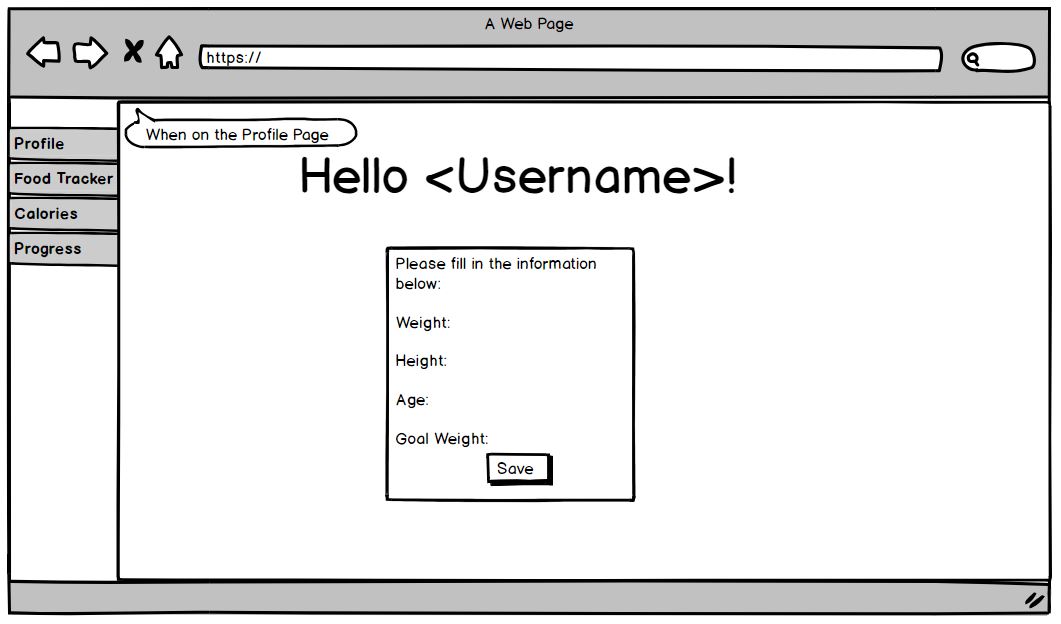 A Web Page
https://
Profile
Food Tracker
Calories
Progress
When on the Profile Page
Hello <Username>!
Please fill in the information
below:
Weight:
Height:
Age:
Goal Weight:
Save